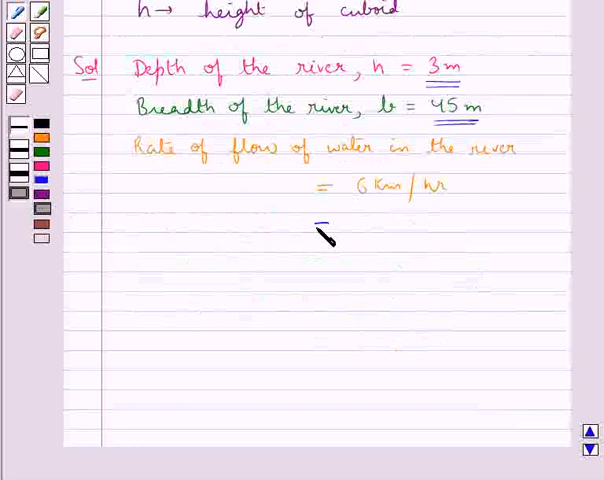 h → height of cuboid
Sol Depth of the river, h = 3m
Breadth of the river, b = 45m
Rate of flow of water in the river
= 6 Km/hr
=